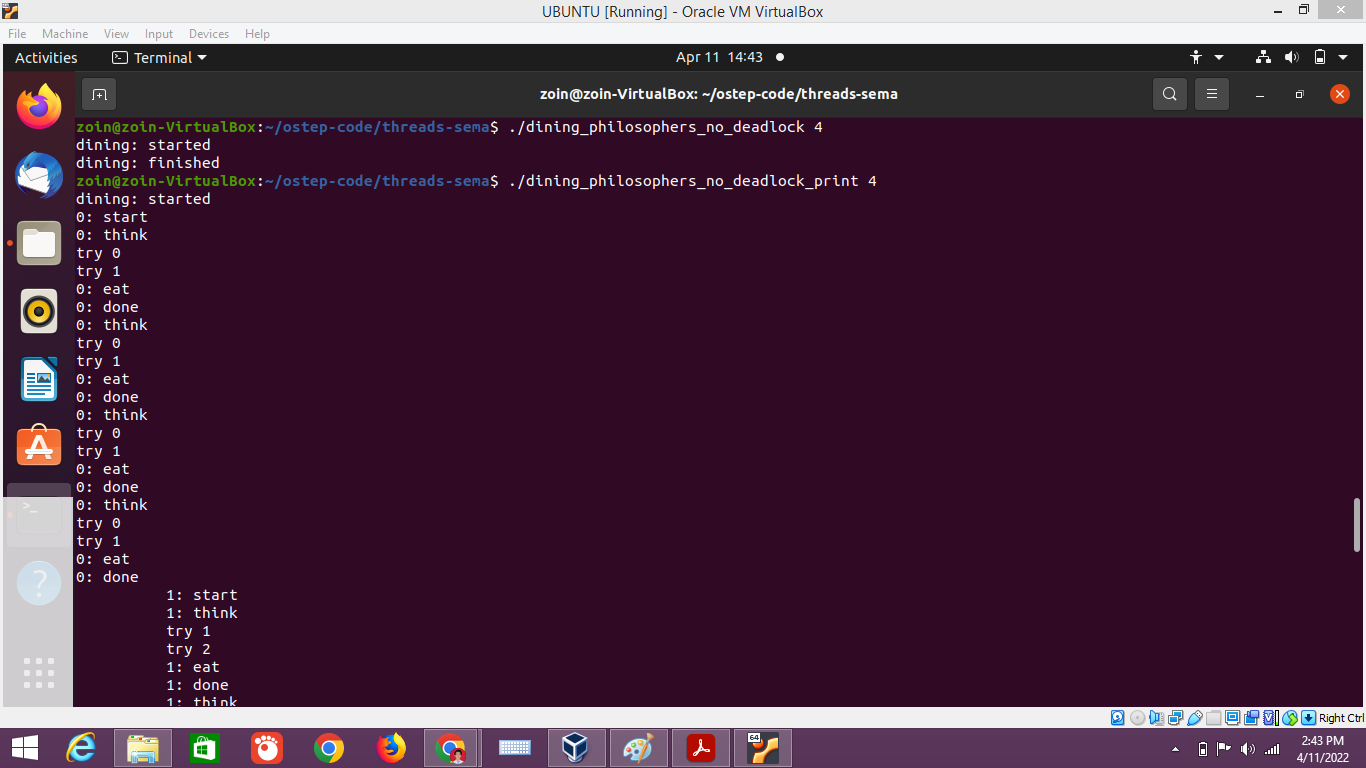 UBUNTU [Running] - Oracle VM VirtualBox
File Machine View Input Devices Help
Activities Terminal Apr 11 14:43
zoin@zoin-VirtualBox: ~/ostep-code/threads-sema
zoin@zoin-VirtualBox:~/ostep-code/threads-sema$ ./dining_philosophers_no_deadlock 4
dining: started
dining: finished
zoin@zoin-VirtualBox:~/ostep-code/threads-sema$ ./dining_philosophers_no_deadlock_print 4
dining: started
0: start
0: think
try 0
try 1
0: eat
0: done
0: think
try 0
try 1
0: eat
0: done
0: think
try 0
try 1
0: eat
0: done
0: think
try 0
try 1
0: eat
0: done
1: start
1: think
try 1
try 2
1: eat
1: done
1: think
Right Ctrl
64
2:43 PM
4/11/2022